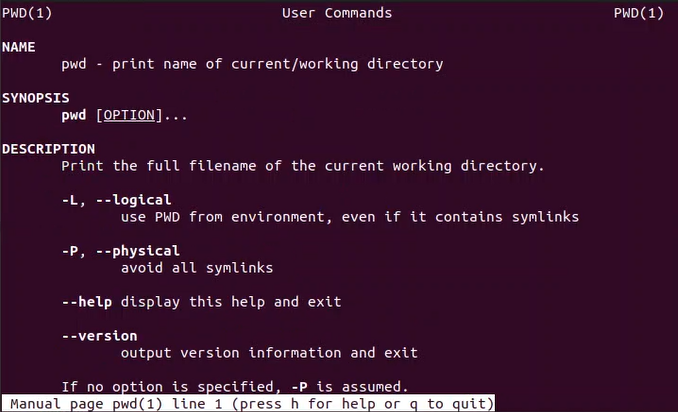 PWD(1) User Commands PWD(1)
NAME
pwd - print name of current/working directory
SYNOPSIS
pwd [OPTION]...
DESCRIPTION
Print the full filename of the current working directory.
-L, --logical
use PWD from environment, even if it contains symlinks
-P, --physical
avoid all symlinks
--help display this help and exit
--version
output version information and exit
If no option is specified, -P is assumed.
Manual page pwd(1) line 1 (press h for help or q to quit)